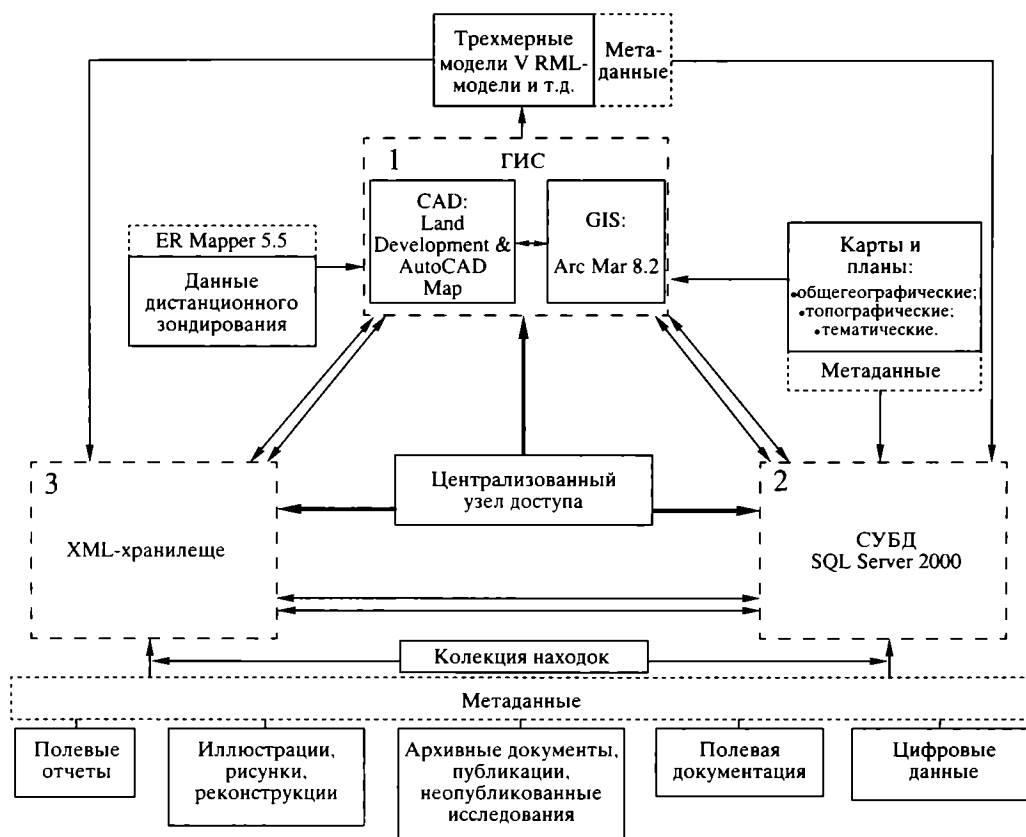 Трехмерные
модели V RML-
модели и т.д.
Мета-
данные
1
ГИС
CAD:
Land
Development &
AutoCAD
Map
GIS:
Arc Mar 8.2
ER Mapper 5.5
Данные
дистанционного
зондирования
Карты и
планы:
•общегеографические;
•топографические;
•тематические.
Метаданные
3
XML-хранилеще
Централизованный
узел доступа
2
СУБД
SQL Server 2000
Колекция находок
Метаданные
Полевые
отчеты
Иллюстрации,
рисунки,
реконструкции
Архивные документы,
публикации,
неопубликованные
исследования
Полевая
документация
Цифровые
данные